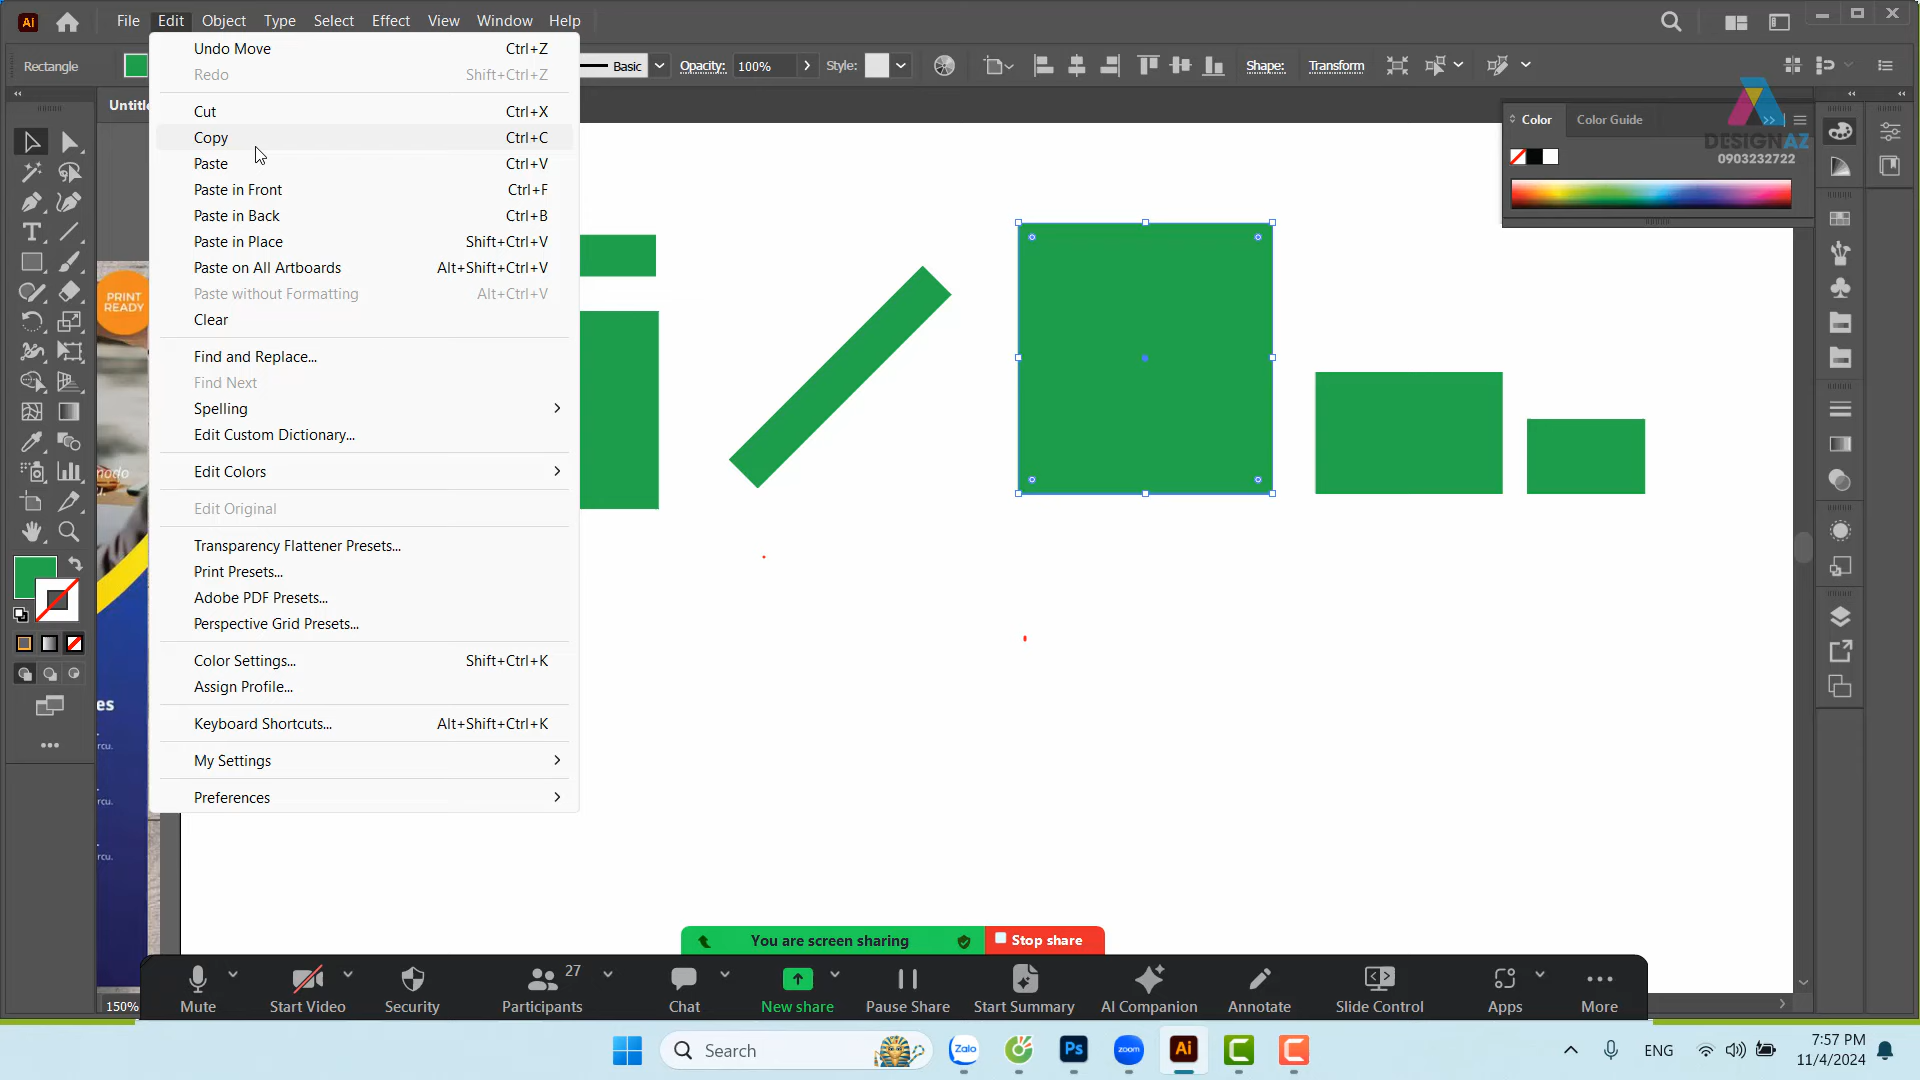 Ai File Edit Object Type Select Effect View Window Help
Rectangle Basic Opacity: 100% Style: Shape: Transform
Undo Move Ctrl+Z
Redo Shift+Ctrl+Z
Cut Ctrl+X
Copy Ctrl+C
Paste Ctrl+V
Paste in Front Ctrl+F
Paste in Back Ctrl+B
Paste in Place Shift+Ctrl+V
Paste on All Artboards Alt+Shift+Ctrl+V
Paste without Formatting Alt+Ctrl+V
Clear
Find and Replace...
Find Next
Spelling
Edit Custom Dictionary...
Edit Colors
Edit Original
Transparency Flattener Presets...
Print Presets...
Adobe PDF Presets...
Perspective Grid Presets...
Color Settings... Shift+Ctrl+K
Assign Profile...
Keyboard Shortcuts... Alt+Shift+Ctrl+K
My Settings
Preferences
Color Color Guide
DESIGNAZ
0903232722
PRINT
READY
150%
You are screen sharing Stop share
Mute Start Video Security Participants 27 Chat New share Pause Share Start Summary AI Companion Annotate Slide Control Apps More
Search Zalo Ps zoom Ai ENG 7:57 PM
11/4/2024